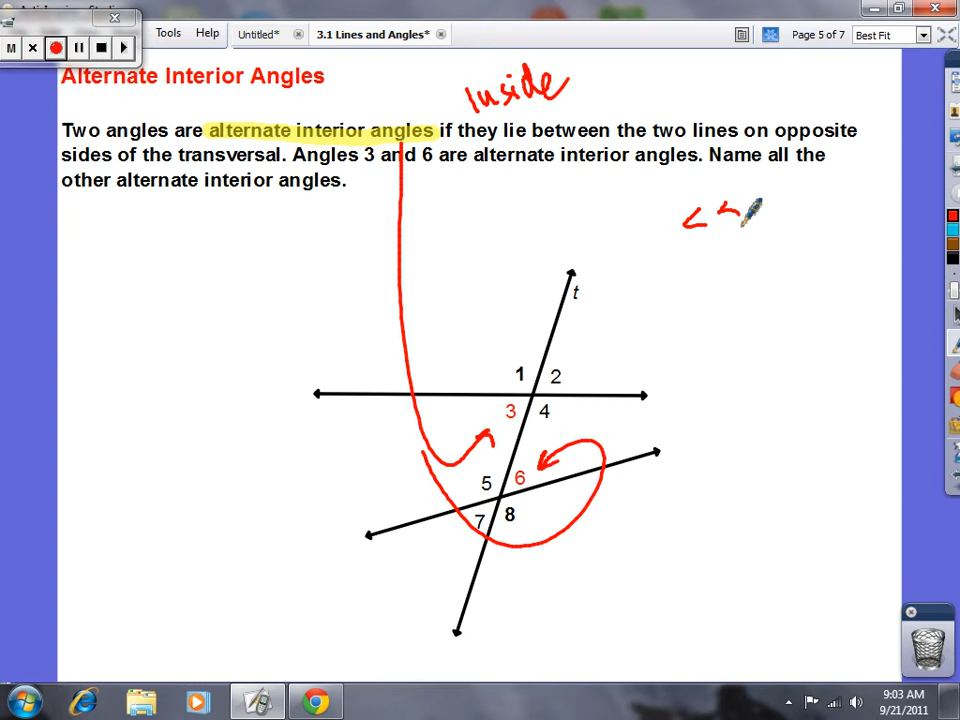 M
Tools Help Untitled* 3.1 Lines and Angles* Page 5 of 7 Best Fit
Alternate Interior Angles
Inside
Two angles are alternate interior angles if they lie between the two lines on opposite
sides of the transversal. Angles 3 and 6 are alternate interior angles. Name all the
other alternate interior angles.
t
1 2
3 4
5 6
7 8
9:03 AM
9/21/2011